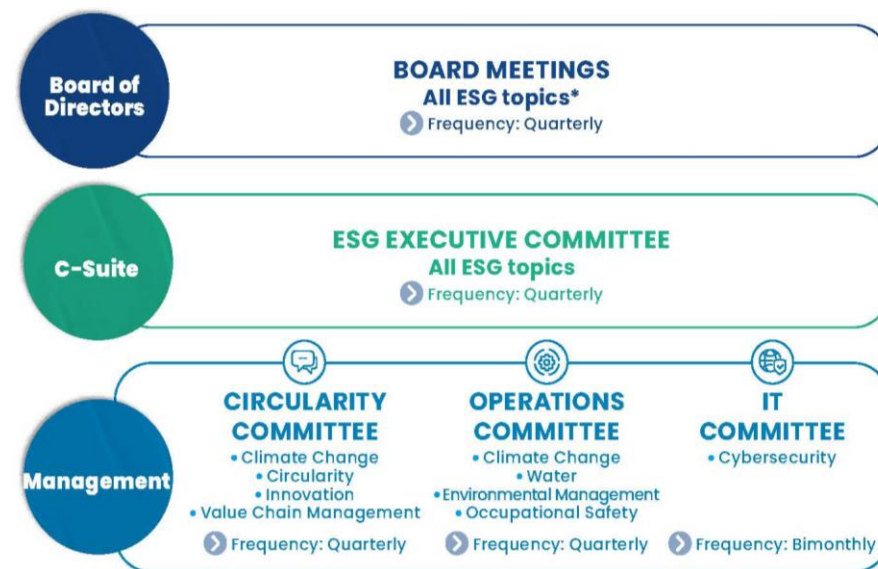 Board of
Directors
BOARD MEETINGS
All ESG topics*
Frequency: Quarterly
C-Suite
ESG EXECUTIVE COMMITTEE
All ESG topics
Frequency: Quarterly
Management
CIRCULARITY
COMMITTEE
• Climate Change
• Circularity
• Innovation
• Value Chain Management
Frequency: Quarterly
OPERATIONS
COMMITTEE
• Climate Change
• Water
• Environmental Management
• Occupational Safety
Frequency: Quarterly
IT
COMMITTEE
• Cybersecurity
Frequency: Bimonthly